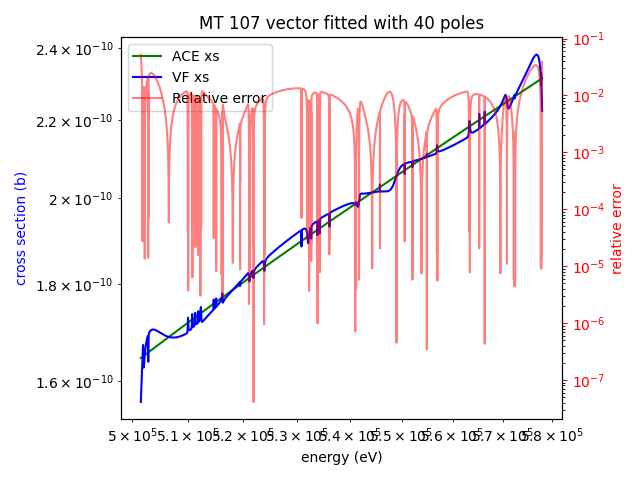 MT 107 vector fitted with 40 poles
ACE xs
VF xs
Relative error
2.4 × 10⁻¹⁰
2.2 × 10⁻¹⁰
2 × 10⁻¹⁰
1.8 × 10⁻¹⁰
1.6 × 10⁻¹⁰
cross section (b)
10⁻¹
10⁻²
10⁻³
10⁻⁴
10⁻⁵
10⁻⁶
10⁻⁷
relative error
5 × 10⁵ 5.1 × 10⁵ 5.2 × 10⁵ 5.3 × 10⁵ 5.4 × 10⁵ 5.5 × 10⁵ 5.6 × 10⁵ 5.7 × 10⁵ 5.8 × 10⁵
energy (eV)